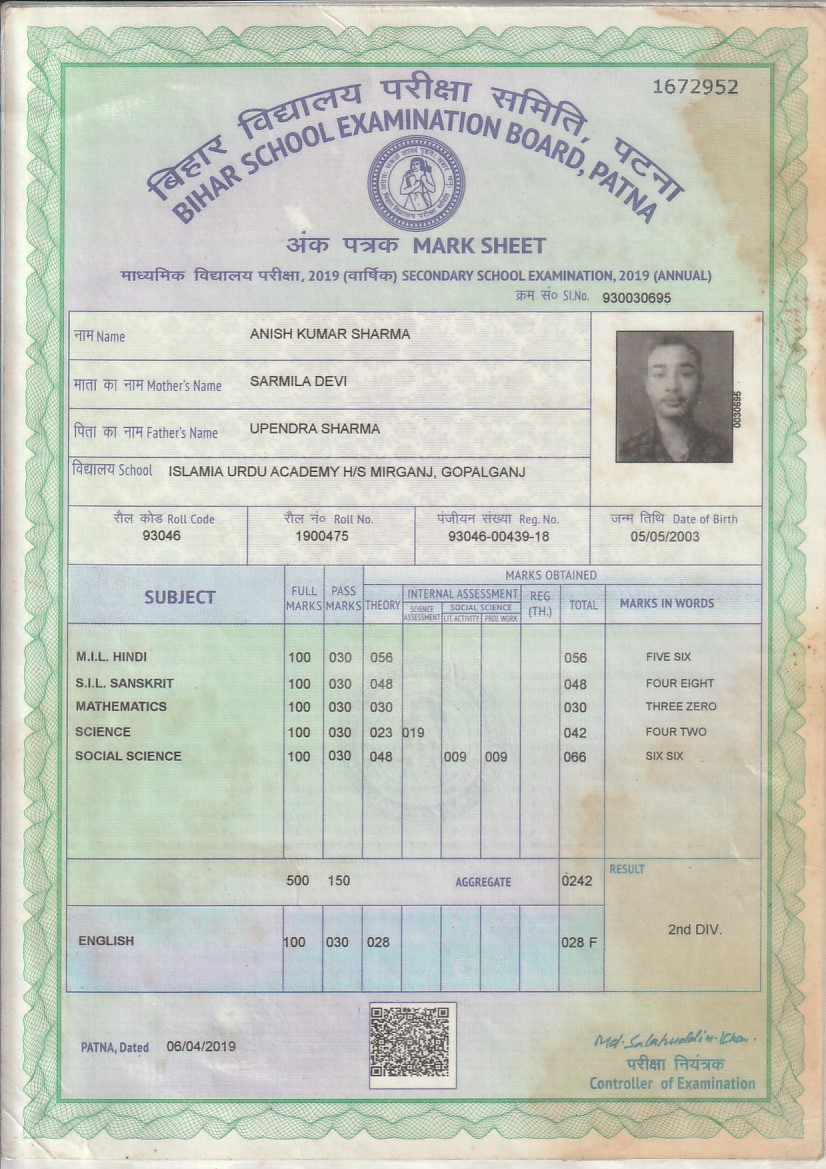 1672952
बिहार विद्यालय परीक्षा समिति, पटना
BIHAR SCHOOL EXAMINATION BOARD, PATNA
अंक पत्रक MARK SHEET
माध्यमिक विद्यालय परीक्षा, 2019 (वार्षिक) SECONDARY SCHOOL EXAMINATION, 2019 (ANNUAL)
क्रम सं० Sl.No. 930030695
नाम Name ANISH KUMAR SHARMA
माता का नाम Mother's Name SARMILA DEVI
पिता का नाम Father's Name UPENDRA SHARMA
0030695
विद्यालय School ISLAMIA URDU ACADEMY H/S MIRGANJ, GOPALGANJ
रौल कोड Roll Code रौल नं० Roll No. पंजीयन संख्या Reg. No. जन्म तिथि Date of Birth
93046 1900475 93046-00439-18 05/05/2003
SUBJECT FULL MARKS PASS MARKS MARKS OBTAINED
THEORY INTERNAL ASSESSMENT REG (TH.) TOTAL MARKS IN WORDS
SCIENCE ASSESSMENT SOCIAL SCIENCE
LIT.ACTIVITY PROJ.WORK
M.I.L. HINDI 100 030 056 056 FIVE SIX
S.I.L. SANSKRIT 100 030 048 048 FOUR EIGHT
MATHEMATICS 100 030 030 030 THREE ZERO
SCIENCE 100 030 023 019 042 FOUR TWO
SOCIAL SCIENCE 100 030 048 009 009 066 SIX SIX
500 150 AGGREGATE 0242 RESULT
2nd DIV.
ENGLISH 100 030 028 028 F
PATNA, Dated 06/04/2019
Md. Salahuddin Khan.
परीक्षा नियंत्रक
Controller of Examination